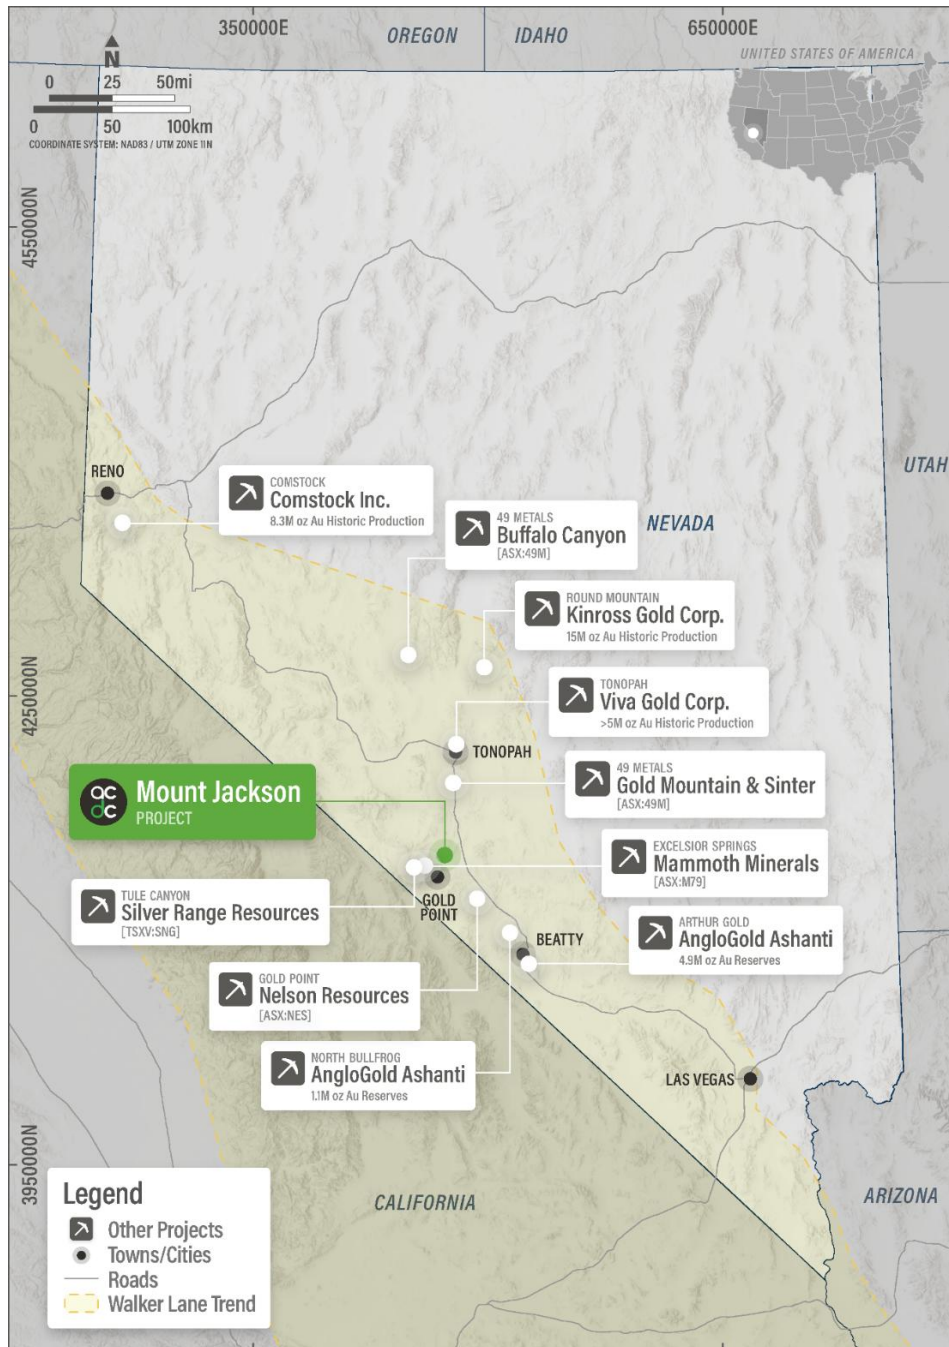 350000E
OREGON
IDAHO
650000E
UNITED STATES OF AMERICA
N
0 25 50mi
0 50 100km
COORDINATE SYSTEM: NAD83 / UTM ZONE 11N
4550000N
UTAH
RENO
COMSTOCK
Comstock Inc.
8.3M oz Au Historic Production
49 METALS
Buffalo Canyon
[ASX:49M]
NEVADA
ROUND MOUNTAIN
Kinross Gold Corp.
15M oz Au Historic Production
4250000N
TONOPAH
Viva Gold Corp.
>5M oz Au Historic Production
TONOPAH
49 METALS
Gold Mountain & Sinter
[ASX:49M]
qc
dc
Mount Jackson
PROJECT
EXCELSIOR SPRINGS
Mammoth Minerals
[ASX:M79]
TULE CANYON
Silver Range Resources
[TSXV:SNG]
GOLD
POINT
ARTHUR GOLD
AngloGold Ashanti
4.9M oz Au Reserves
BEATTY
GOLD POINT
Nelson Resources
[ASX:NES]
NORTH BULLFROG
AngloGold Ashanti
1.1M oz Au Reserves
LAS VEGAS
3950000N
CALIFORNIA
ARIZONA
Legend
Other Projects
Towns/Cities
Roads
Walker Lane Trend